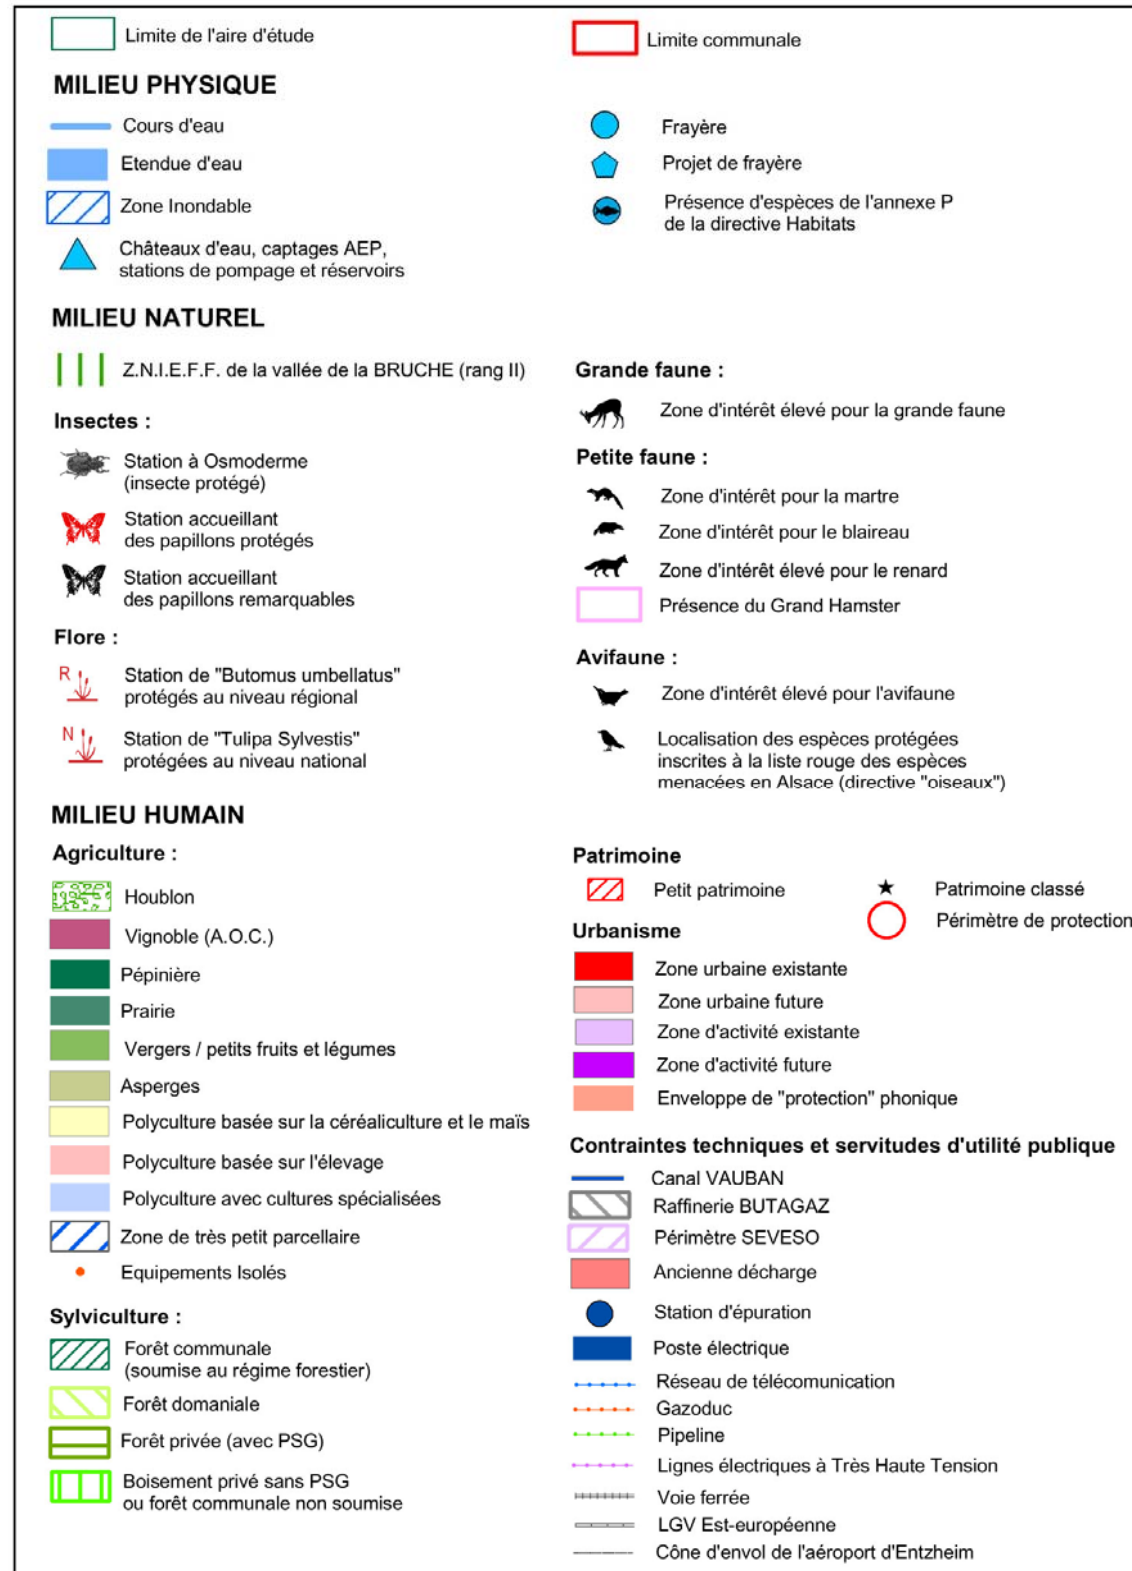 Limite de l'aire d'étude
Limite communale
MILIEU PHYSIQUE
Cours d'eau
Etendue d'eau
Zone Inondable
Châteaux d'eau, captages AEP,
stations de pompage et réservoirs
Frayère
Projet de frayère
Présence d'espèces de l'annexe P
de la directive Habitats
MILIEU NATUREL
Z.N.I.E.F.F. de la vallée de la BRUCHE (rang II)
Insectes :
Station à Osmoderme
(insecte protégé)
Station accueillant
des papillons protégés
Station accueillant
des papillons remarquables
Flore :
R
Station de "Butomus umbellatus"
protégés au niveau régional
N
Station de "Tulipa Sylvestis"
protégées au niveau national
Grande faune :
Zone d'intérêt élevé pour la grande faune
Petite faune :
Zone d'intérêt pour la martre
Zone d'intérêt pour le blaireau
Zone d'intérêt élevé pour le renard
Présence du Grand Hamster
Avifaune :
Zone d'intérêt élevé pour l'avifaune
Localisation des espèces protégées
inscrites à la liste rouge des espèces
menacées en Alsace (directive "oiseaux")
MILIEU HUMAIN
Agriculture :
Houblon
Vignoble (A.O.C.)
Pépinière
Prairie
Vergers / petits fruits et légumes
Asperges
Polyculture basée sur la céréaliculture et le maïs
Polyculture basée sur l'élevage
Polyculture avec cultures spécialisées
Zone de très petit parcellaire
Equipements Isolés
Sylviculture :
Forêt communale
(soumise au régime forestier)
Forêt domaniale
Forêt privée (avec PSG)
Boisement privé sans PSG
ou forêt communale non soumise
Patrimoine
Petit patrimoine
Patrimoine classé
Périmètre de protection
Urbanisme
Zone urbaine existante
Zone urbaine future
Zone d'activité existante
Zone d'activité future
Enveloppe de "protection" phonique
Contraintes techniques et servitudes d'utilité publique
Canal VAUBAN
Raffinerie BUTAGAZ
Périmètre SEVESO
Ancienne décharge
Station d'épuration
Poste électrique
Réseau de télécomunication
Gazoduc
Pipeline
Lignes électriques à Très Haute Tension
Voie ferrée
LGV Est-européenne
Cône d'envol de l'aéroport d'Entzheim